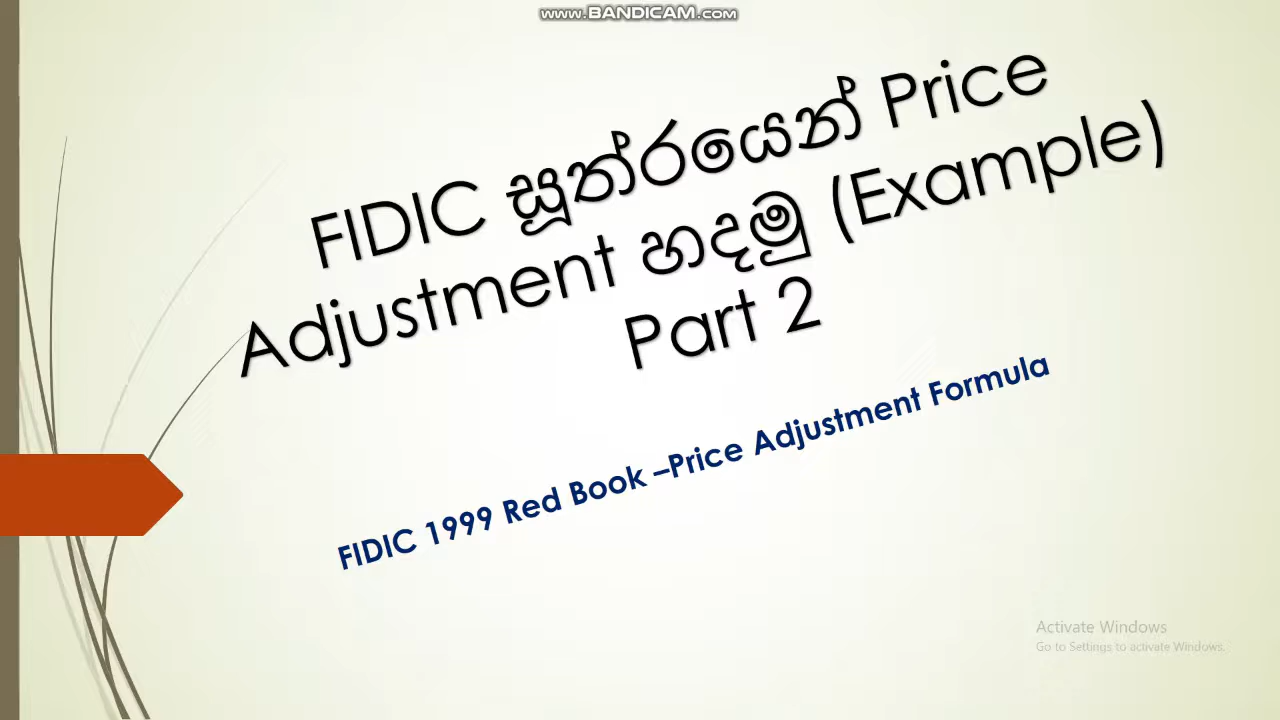 www.BANDICAM.com
FIDIC සූත්රයෙන් Price
Adjustment හදමු (Example)
Part 2
FIDIC 1999 Red Book –Price Adjustment Formula
Activate Windows
Go to Settings to activate Windows.